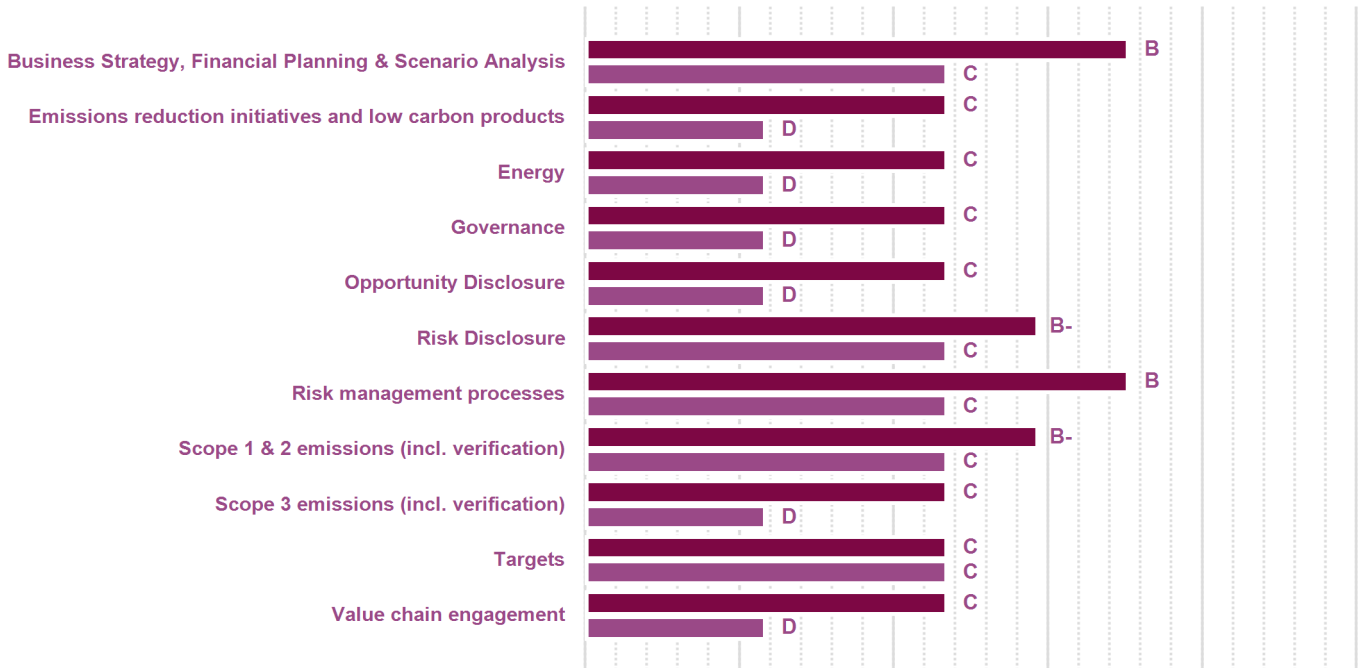 Business Strategy, Financial Planning & Scenario Analysis
B
C
Emissions reduction initiatives and low carbon products
C
D
Energy
C
D
Governance
C
D
Opportunity Disclosure
C
D
Risk Disclosure
B-
C
Risk management processes
B
C
Scope 1 & 2 emissions (incl. verification)
B-
C
Scope 3 emissions (incl. verification)
C
D
Targets
C
C
Value chain engagement
C
D